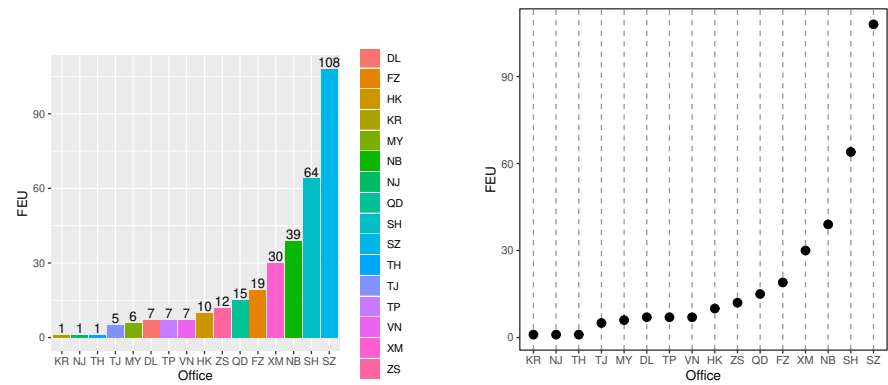 108
64
39
30
19
15
12
10
7 7 7
6
5
1 1 1
90
60
30
0
FEU
KR NJ TH TJ MY DL TP VN HK ZS QD FZ XM NB SH SZ
Office
DL
FZ
HK
KR
MY
NB
NJ
QD
SH
SZ
TH
TJ
TP
VN
XM
ZS
90
60
30
0
FEU
KR NJ TH TJ MY DL TP VN HK ZS QD FZ XM NB SH SZ
Office